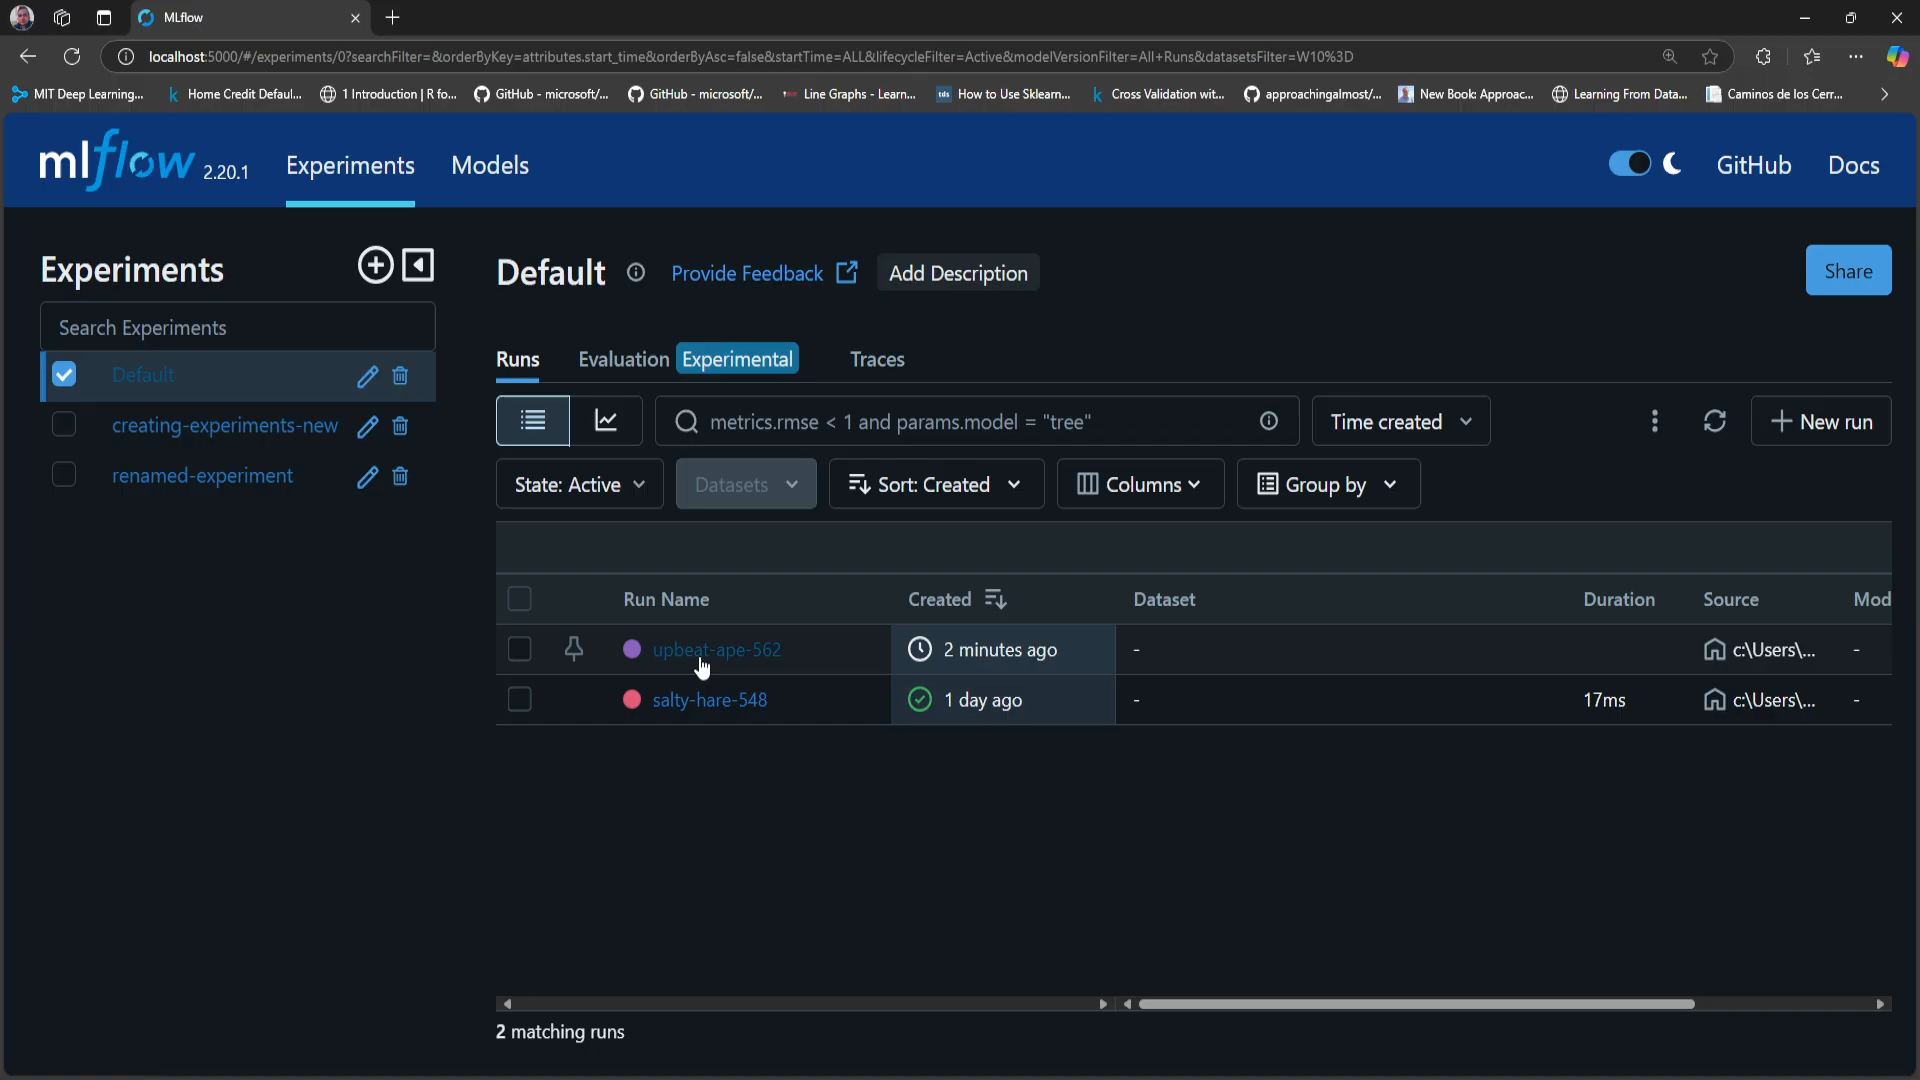 MLflow
localhost:5000/#/experiments/0?searchFilter=&orderByKey=attributes.start_time&orderByAsc=false&startTime=ALL&lifecycleFilter=Active&modelVersionFilter=All+Runs&datasetsFilter=W10%3D
MIT Deep Learning... Home Credit Defaul... 1 Introduction | R fo... GitHub - microsoft/... GitHub - microsoft/... Line Graphs - Learn... tds How to Use Sklearn... Cross Validation wit... approachingalmost/... New Book: Approac... Learning From Data... Caminos de los Cerr...
mlflow 2.20.1 Experiments Models GitHub Docs
Experiments
Search Experiments
Default
creating-experiments-new
renamed-experiment
Default Provide Feedback Add Description Share
Runs Evaluation Experimental Traces
metrics.rmse < 1 and params.model = "tree" Time created New run
State: Active Datasets Sort: Created Columns Group by
Run Name Created Dataset Duration Source Mod
upbeat-ape-562 2 minutes ago - c:\Users\... -
salty-hare-548 1 day ago - 17ms c:\Users\... -
2 matching runs